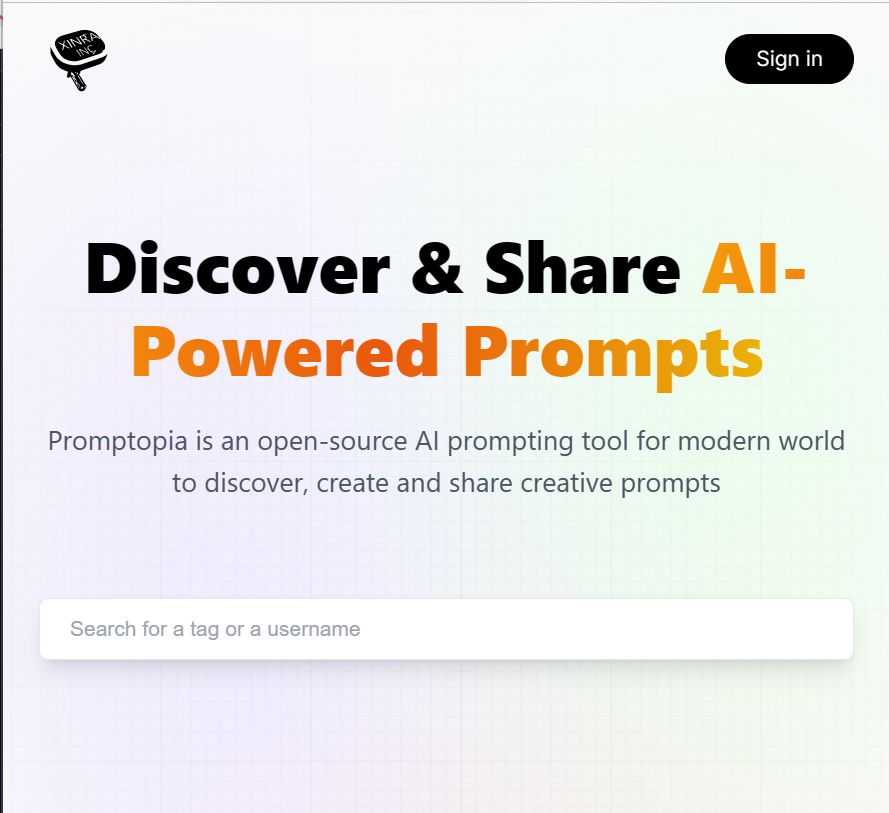 XINRA
INC
Sign in
Discover & Share AI-
Powered Prompts
Promptopia is an open-source AI prompting tool for modern world
to discover, create and share creative prompts
Search for a tag or a username